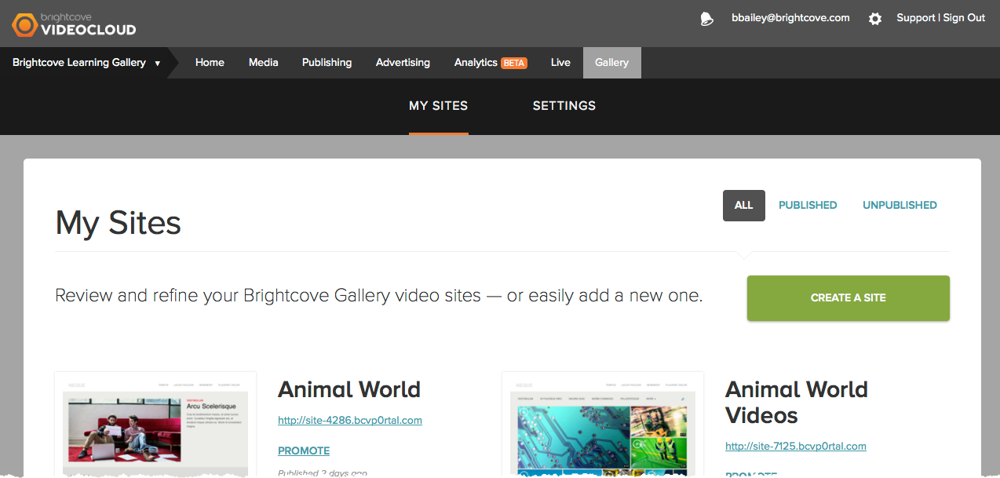 brightcove
VIDEOCLOUD
bbailey@brightcove.com
Support | Sign Out
Brightcove Learning Gallery ▼
Home
Media
Publishing
Advertising
Analytics BETA
Live
Gallery
MY SITES
SETTINGS
ALL
PUBLISHED
UNPUBLISHED
My Sites
Review and refine your Brightcove Gallery video sites — or easily add a new one.
CREATE A SITE
NEQUE
Arcu Scelerisque
Animal World
http://site-4286.bcvp0rtal.com
PROMOTE
Published 2 days ago
NEQUE
Animal World
Videos
http://site-7125.bcvp0rtal.com
PROMOTE